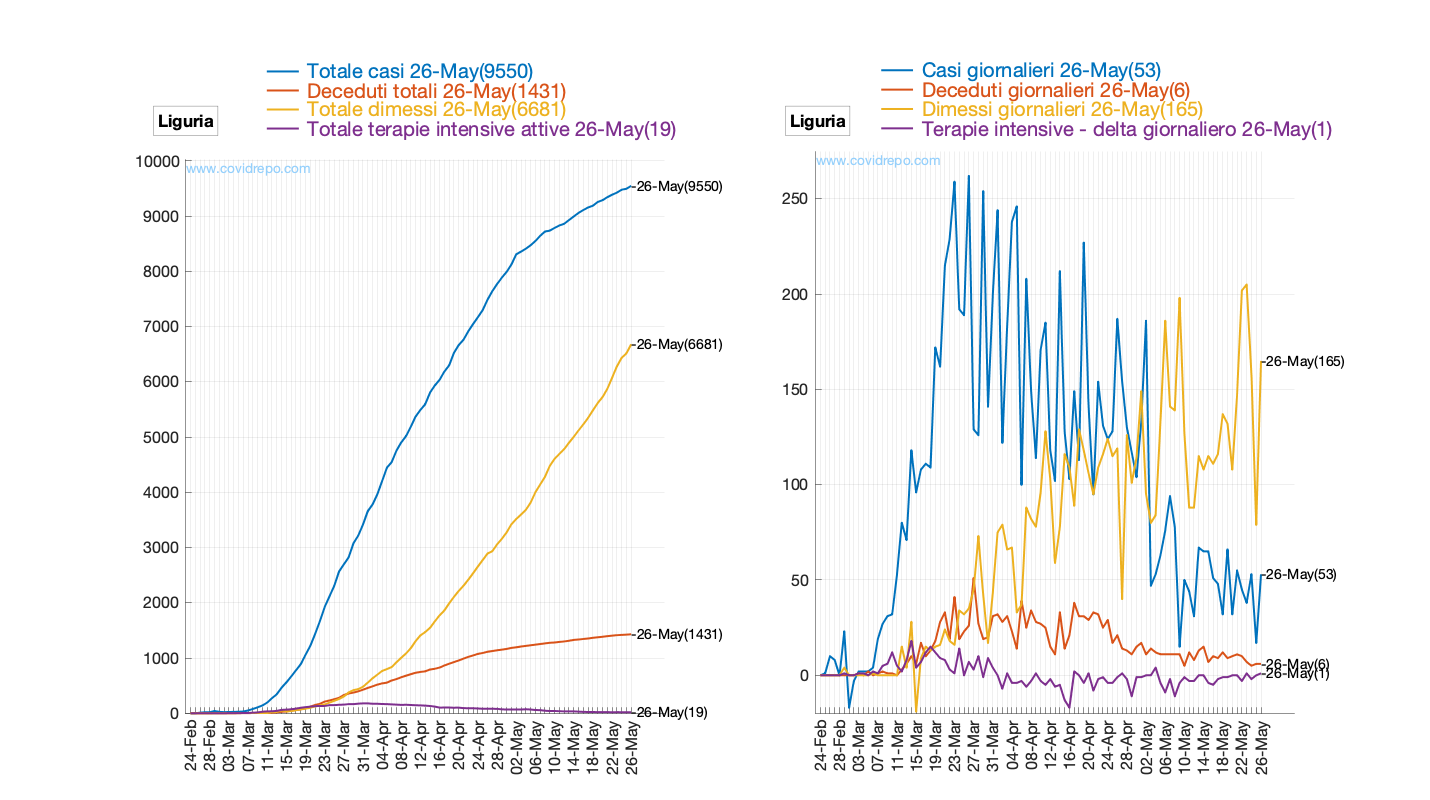 Totale casi 26-May(9550)
Deceduti totali 26-May(1431)
Totale dimessi 26-May(6681)
Totale terapie intensive attive 26-May(19)
Liguria
www.covidrepo.com
10000
9000
8000
7000
6000
5000
4000
3000
2000
1000
0
26-May(9550)
26-May(6681)
26-May(1431)
26-May(19)
24-Feb
28-Feb
03-Mar
07-Mar
11-Mar
15-Mar
19-Mar
23-Mar
27-Mar
31-Mar
04-Apr
08-Apr
12-Apr
16-Apr
20-Apr
24-Apr
28-Apr
02-May
06-May
10-May
14-May
18-May
22-May
26-May
Casi giornalieri 26-May(53)
Deceduti giornalieri 26-May(6)
Dimessi giornalieri 26-May(165)
Terapie intensive - delta giornaliero 26-May(1)
Liguria
www.covidrepo.com
250
200
150
100
50
0
26-May(165)
26-May(53)
26-May(6)
26-May(1)
24-Feb
28-Feb
03-Mar
07-Mar
11-Mar
15-Mar
19-Mar
23-Mar
27-Mar
31-Mar
04-Apr
08-Apr
12-Apr
16-Apr
20-Apr
24-Apr
28-Apr
02-May
06-May
10-May
14-May
18-May
22-May
26-May